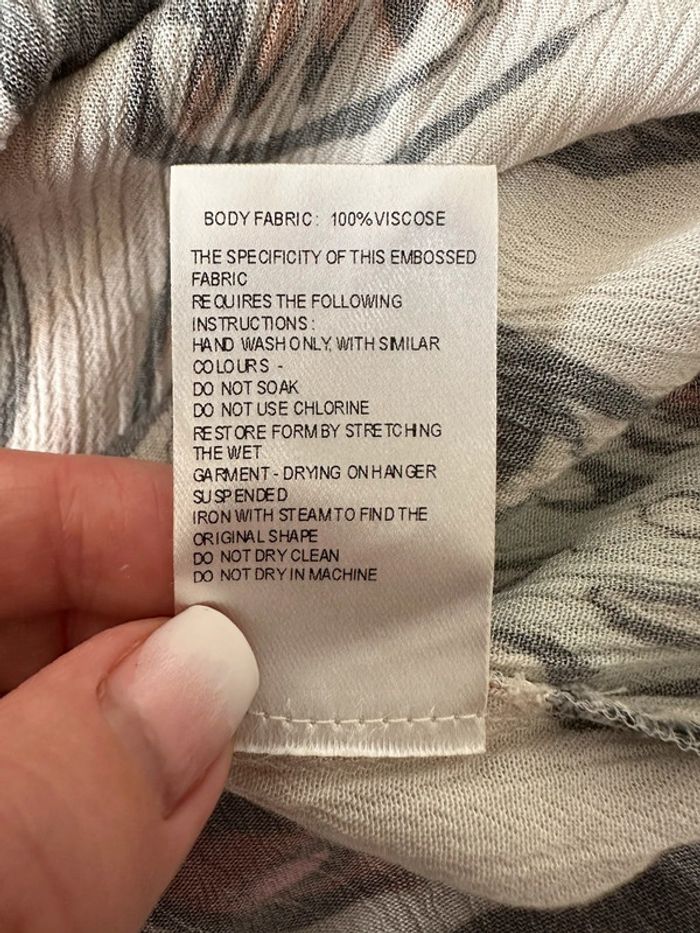 BODY FABRIC: 100%VISCOSE
THE SPECIFICITY OF THIS EMBOSSED
FABRIC
REQUIRES THE FOLLOWING
INSTRUCTIONS:
HAND WASH ONLY, WITH SIMILAR
COLOURS -
DO NOT SOAK
DO NOT USE CHLORINE
RESTORE FORM BY STRETCHING
THE WET
GARMENT - DRYING ON HANGER
SUSPENDED
IRON WITH STEAM TO FIND THE
ORIGINAL SHAPE
DO NOT DRY CLEAN
DO NOT DRY IN MACHINE